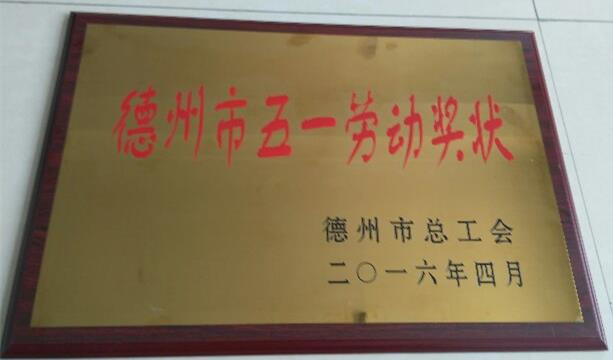 德州市五一劳动奖状
德州市总工会
二〇一六年四月